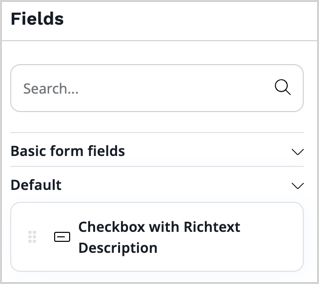 Fields
Search...
Basic form fields
Default
Checkbox with Richtext
Description